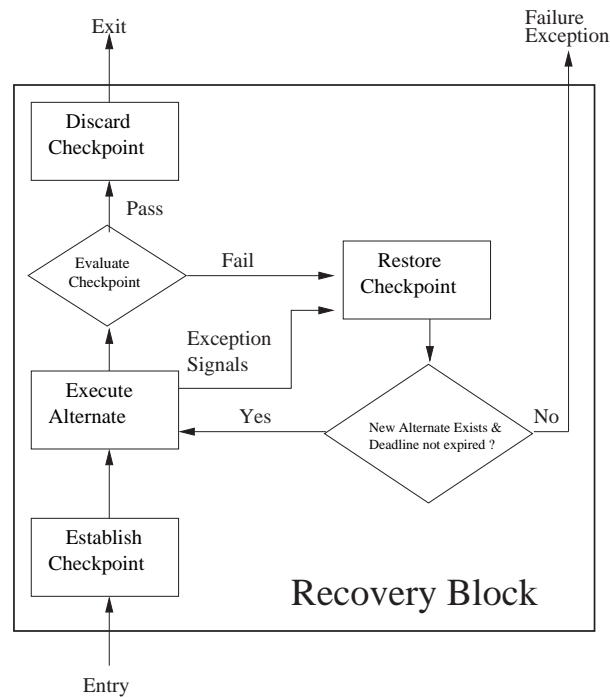 Exit
Failure
Exception
Discard
Checkpoint
Pass
Evaluate
Checkpoint
Fail
Restore
Checkpoint
Exception
Signals
Execute
Alternate
Yes
New Alternate Exists &
Deadline not expired ?
No
Establish
Checkpoint
Recovery Block
Entry